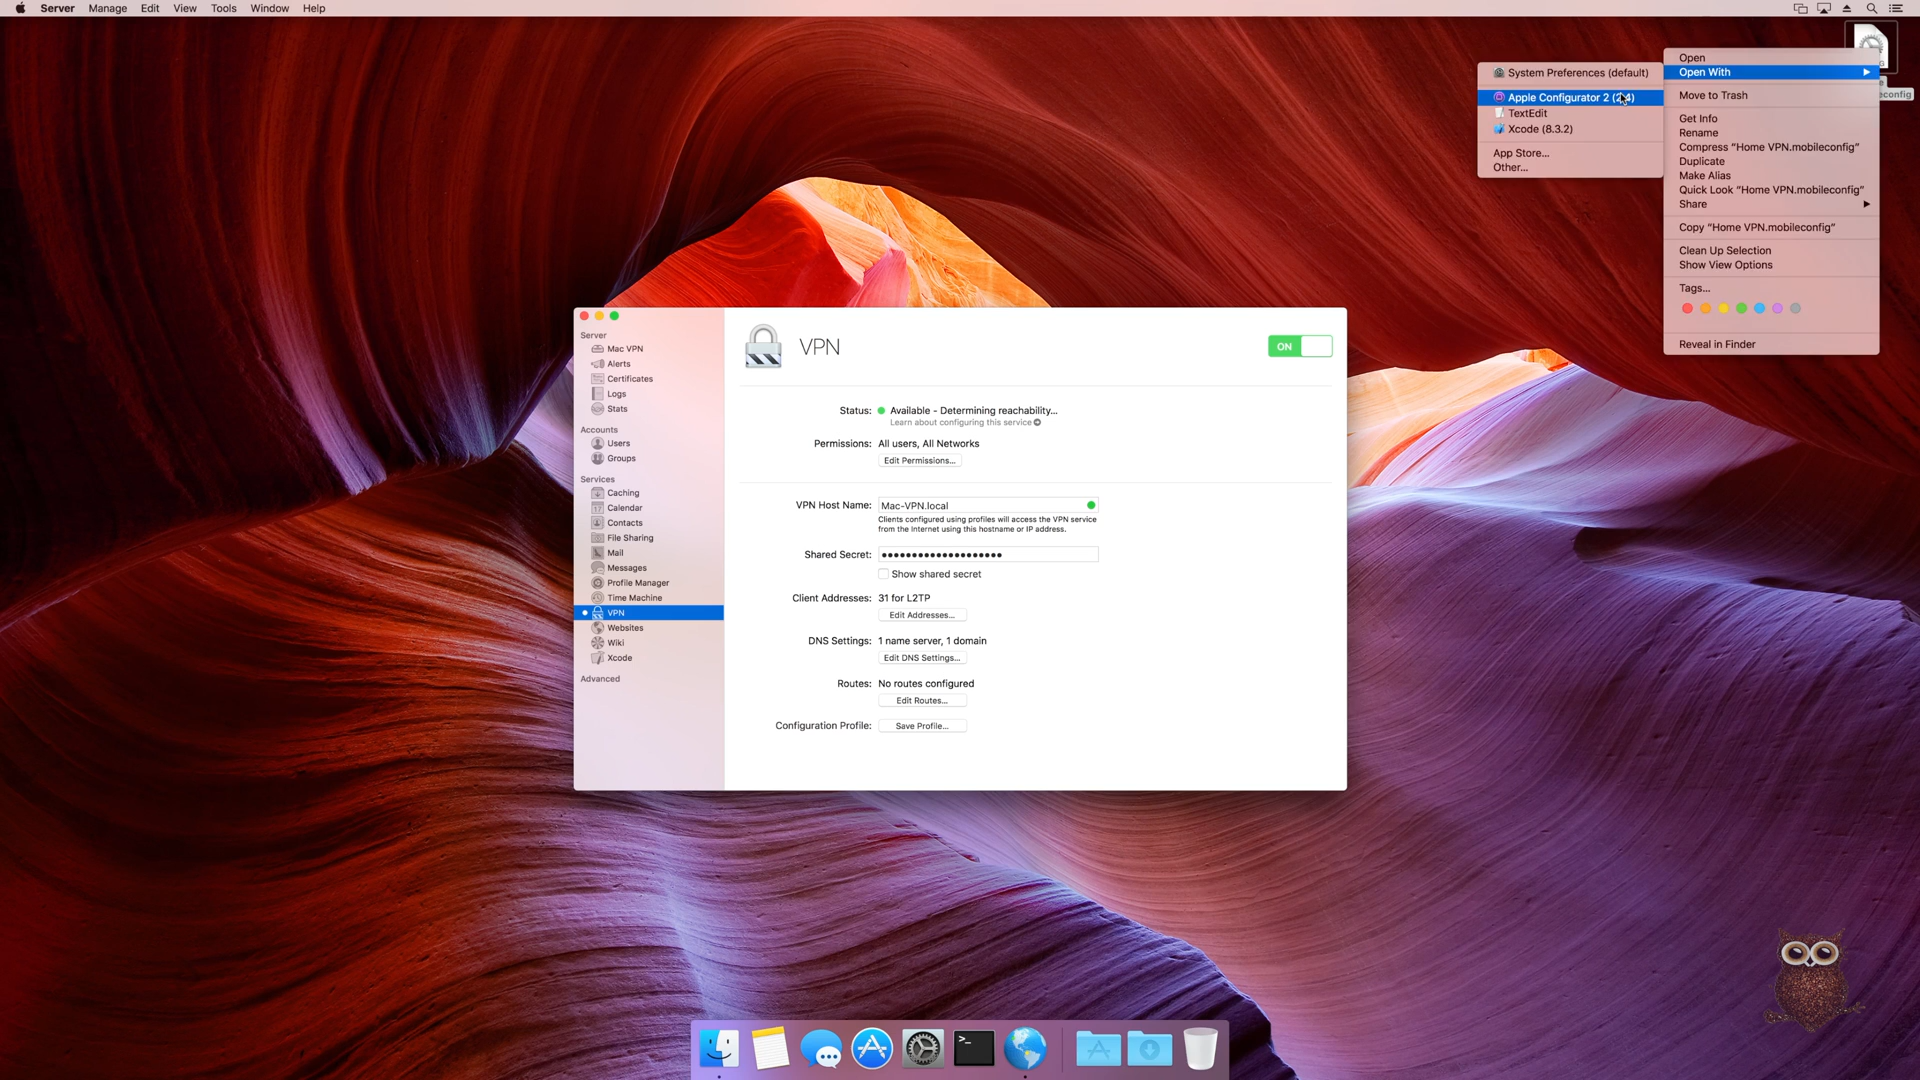 Server Manage Edit View Tools Window Help
Open
Open With
Move to Trash
Get Info
Rename
Compress “Home VPN.mobileconfig”
Duplicate
Make Alias
Quick Look “Home VPN.mobileconfig”
Share
Copy “Home VPN.mobileconfig”
Clean Up Selection
Show View Options
Tags...
Reveal in Finder
System Preferences (default)
Apple Configurator 2
TextEdit
Xcode (8.3.2)
App Store...
Other...
econfig
Server
Mac VPN
Alerts
Certificates
Logs
Stats
Accounts
Users
Groups
Services
Caching
Calendar
Contacts
File Sharing
Mail
Messages
Profile Manager
Time Machine
VPN
Websites
Wiki
Xcode
Advanced
VPN
ON
Status: Available - Determining reachability...
Learn about configuring this service
Permissions: All users, All Networks
Edit Permissions...
VPN Host Name: Mac-VPN.local
Clients configured using profiles will access the VPN service
from the Internet using this hostname or IP address.
Shared Secret: ••••••••••••••••••••
Show shared secret
Client Addresses: 31 for L2TP
Edit Addresses...
DNS Settings: 1 name server, 1 domain
Edit DNS Settings...
Routes: No routes configured
Edit Routes...
Configuration Profile: Save Profile...